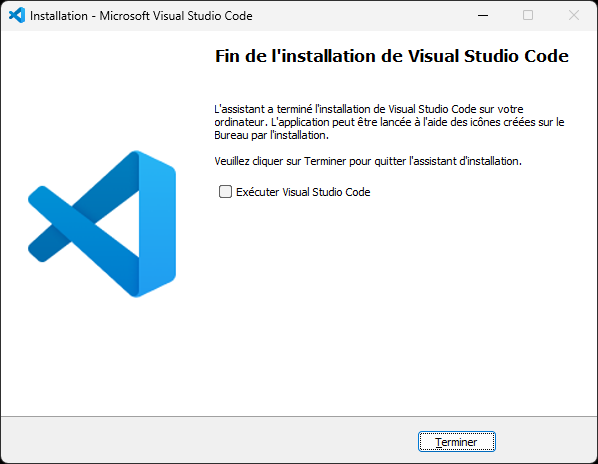 Installation - Microsoft Visual Studio Code
Fin de l'installation de Visual Studio Code
L'assistant a terminé l'installation de Visual Studio Code sur votre
ordinateur. L'application peut être lancée à l'aide des icônes créées sur le
Bureau par l'installation.
Veuillez cliquer sur Terminer pour quitter l'assistant d'installation.
Exécuter Visual Studio Code
Terminer